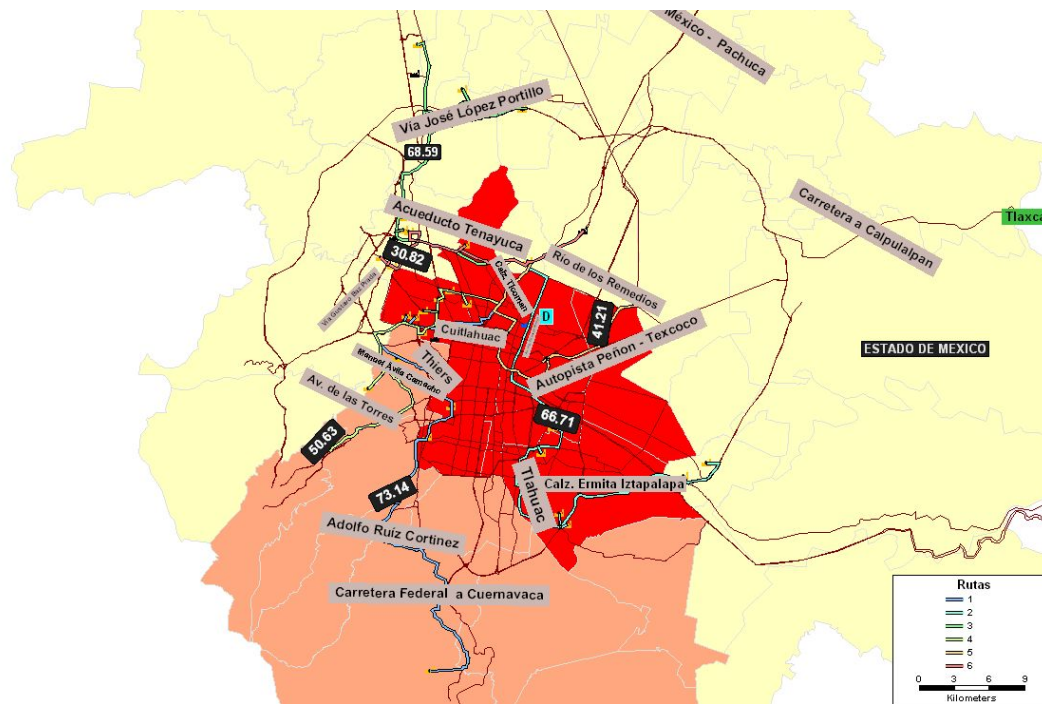 México - Pachuca
Vía José López Portillo
68.59
Carretera a Calpulalpan
Tlaxca
Acueducto Tenayuca
30.82
Calz. Ticoman
Río de los Remedios
41.21
D
Cuitlahuac
ESTADO DE MEXICO
Thiers
Manuel Avila Camacho
Autopista Peñon - Texcoco
Av. de las Torres
50.63
66.71
73.14
Tlahuac
Calz. Ermita Iztapalapa
Adolfo Ruíz Cortinez
Carretera Federal a Cuernavaca
Rutas
1
2
3
4
5
6
0 3 6 9
Kilometers